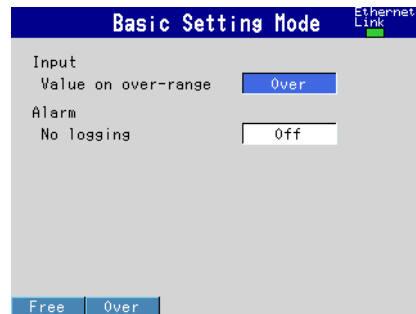 Basic Setting Mode
Ethernet
Link
Input
Value on over-range Over
Alarm
No logging Off
Free Over